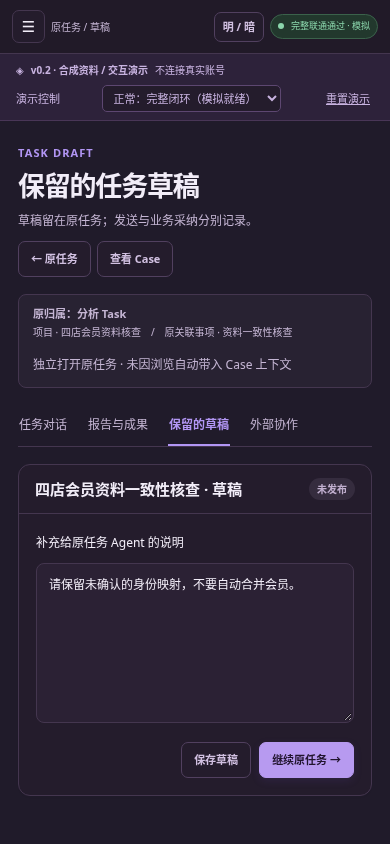 ☰ 原任务 / 草稿 明 / 暗 完整联通通过 · 模拟
◈ v0.2 · 合成资料 / 交互演示 不连接真实账号
演示控制 正常：完整闭环（模拟就绪） 重置演示
TASK DRAFT
保留的任务草稿
草稿留在原任务；发送与业务采纳分别记录。
← 原任务 查看 Case
原归属：分析 Task
项目 · 四店会员资料核查 / 原关联事项 · 资料一致性核查
独立打开原任务 · 未因浏览自动带入 Case 上下文
任务对话 报告与成果 保留的草稿 外部协作
四店会员资料一致性核查 · 草稿 未发布
补充给原任务 Agent 的说明
请保留未确认的身份映射，不要自动合并会员。
保存草稿 继续原任务 →